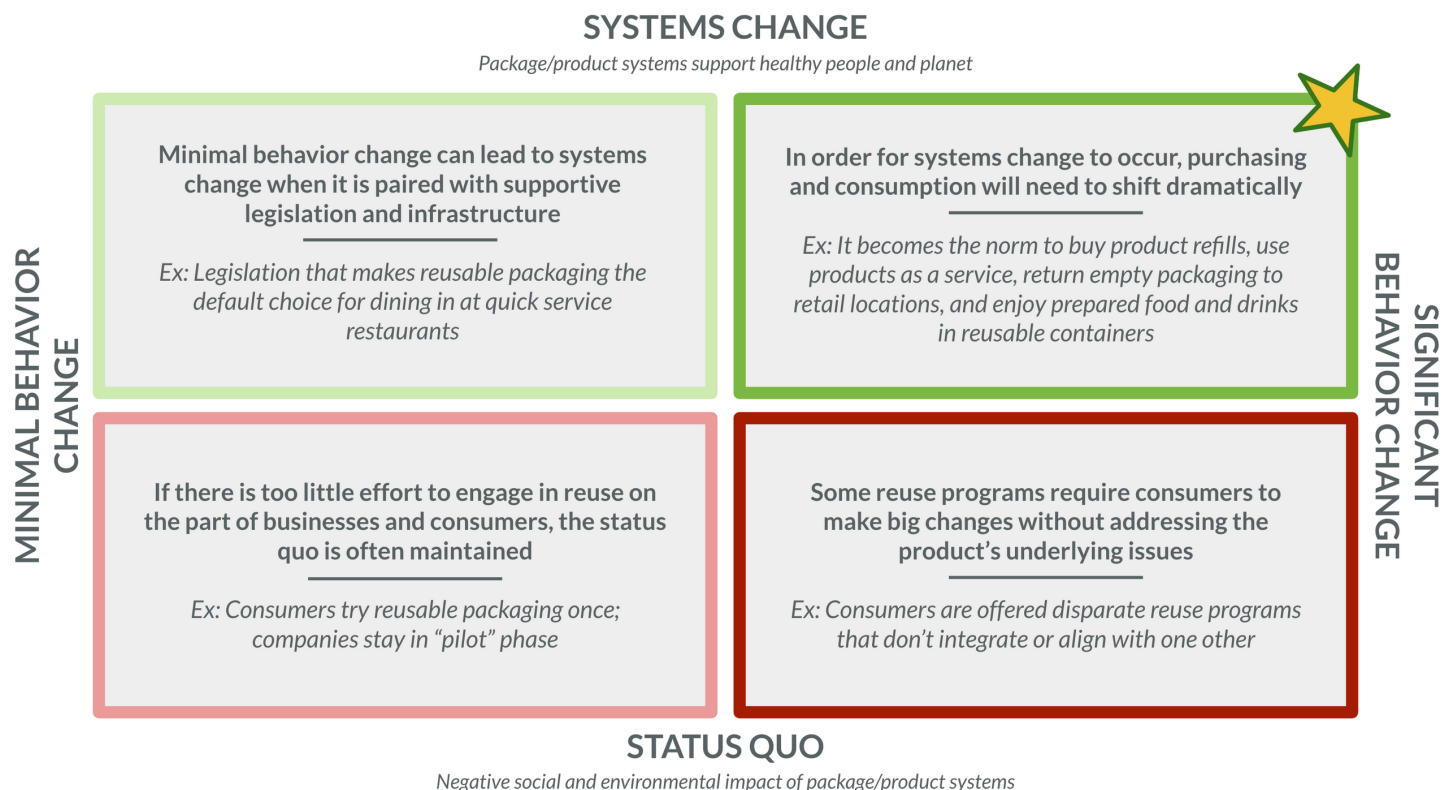 SYSTEMS CHANGE
Package/product systems support healthy people and planet
MINIMAL BEHAVIOR
CHANGE
Minimal behavior change can lead to systems
change when it is paired with supportive
legislation and infrastructure
Ex: Legislation that makes reusable packaging the
default choice for dining in at quick service
restaurants
In order for systems change to occur, purchasing
and consumption will need to shift dramatically
Ex: It becomes the norm to buy product refills, use
products as a service, return empty packaging to
retail locations, and enjoy prepared food and drinks
in reusable containers
SIGNIFICANT
BEHAVIOR CHANGE
If there is too little effort to engage in reuse on
the part of businesses and consumers, the status
quo is often maintained
Ex: Consumers try reusable packaging once;
companies stay in “pilot” phase
Some reuse programs require consumers to
make big changes without addressing the
product’s underlying issues
Ex: Consumers are offered disparate reuse programs
that don’t integrate or align with one other
STATUS QUO
Negative social and environmental impact of package/product systems